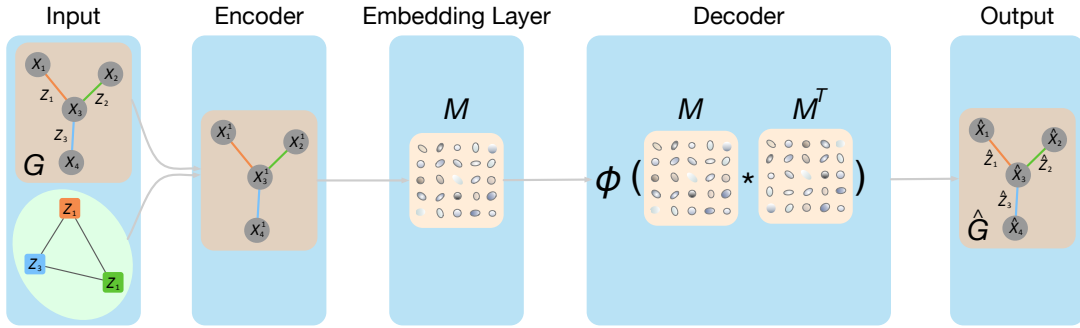 Input
Encoder
Embedding Layer
Decoder
Output
X₁
X₂
Z₁
Z₂
X₃
Z₃
X₄
G
Z₁
Z₃
Z₁
X₁¹
X₂¹
X₃¹
X₄¹
M
M
Mᵀ
ϕ ( * )
X̂₁
X̂₂
Ẑ₁
Ẑ₂
X̂₃
Ẑ₃
X̂₄
Ĝ